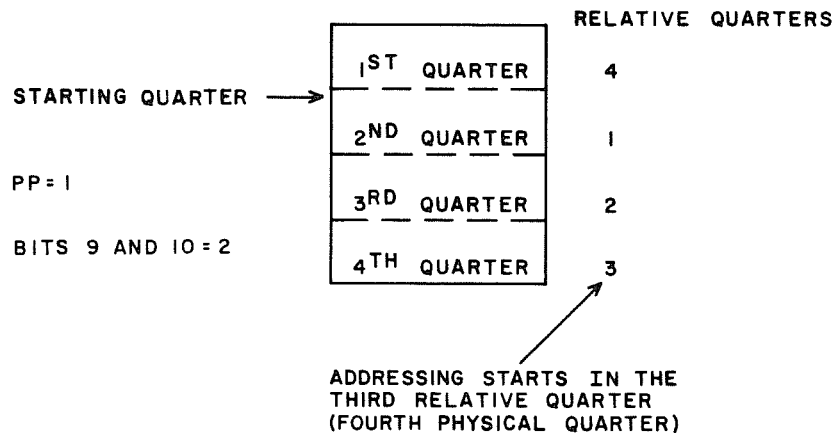 RELATIVE QUARTERS
1ST QUARTER 4
STARTING QUARTER
2ND QUARTER 1
PP=1
3RD QUARTER 2
BITS 9 AND 10=2
4TH QUARTER 3
ADDRESSING STARTS IN THE
THIRD RELATIVE QUARTER
(FOURTH PHYSICAL QUARTER)